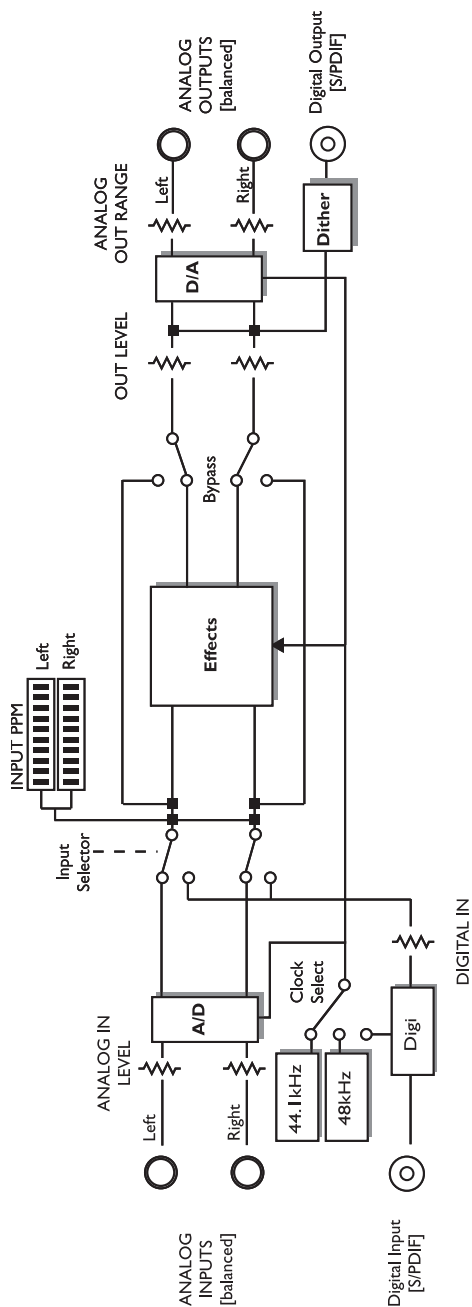 ANALOG
INPUTS
[balanced]
Digital Input
[S/PDIF]
Left
Right
ANALOG IN
LEVEL
A/D
44.1kHz
48kHz
Digi
DIGITAL IN
Clock
Select
Input
Selector
INPUT PPM
Left
Right
Effects
Bypass
OUT LEVEL
D/A
ANALOG
OUT RANGE
Left
Right
Dither
ANALOG
OUTPUTS
[balanced]
Digital Output
[S/PDIF]